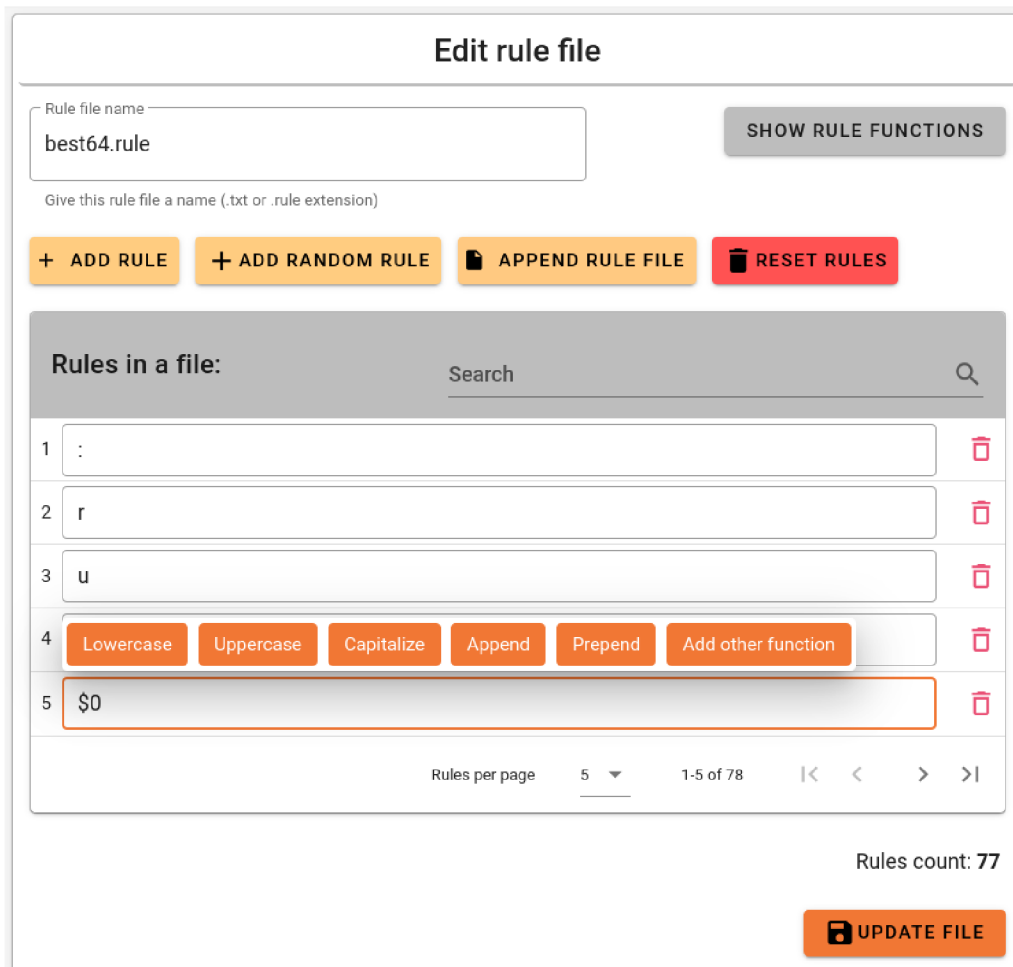 Edit rule file
Rule file name
best64.rule
SHOW RULE FUNCTIONS
Give this rule file a name (.txt or .rule extension)
+ ADD RULE
+ ADD RANDOM RULE
APPEND RULE FILE
RESET RULES
Rules in a file:
Search
1 :
2 r
3 u
4
Lowercase Uppercase Capitalize Append Prepend Add other function
5 $0
Rules per page 5 1-5 of 78
Rules count: 77
UPDATE FILE